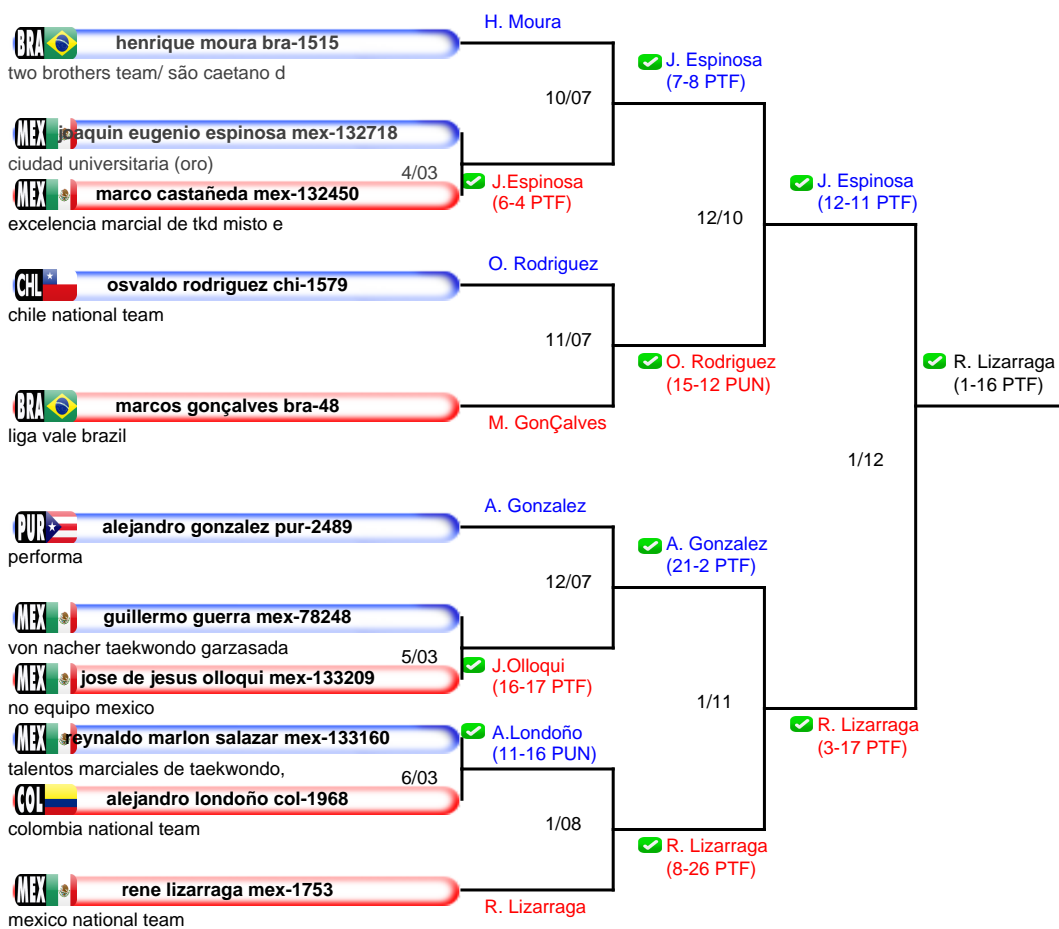 H. Moura
BRA henrique moura bra-1515
two brothers team/ são caetano d
10/07
J. Espinosa
(7-8 PTF)
MEX joaquin eugenio espinosa mex-132718
ciudad universitaria (oro)
4/03
MEX marco castañeda mex-132450
J.Espinosa
(6-4 PTF)
excelencia marcial de tkd misto e
12/10
J. Espinosa
(12-11 PTF)
O. Rodriguez
CHL osvaldo rodriguez chi-1579
chile national team
11/07
O. Rodriguez
(15-12 PUN)
BRA marcos gonçalves bra-48
M. GonÇalves
liga vale brazil
R. Lizarraga
(1-16 PTF)
1/12
A. Gonzalez
PUR alejandro gonzalez pur-2489
performa
A. Gonzalez
(21-2 PTF)
12/07
MEX guillermo guerra mex-78248
von nacher taekwondo garzasada
5/03
MEX jose de jesus olloqui mex-133209
J.Olloqui
(16-17 PTF)
no equipo mexico
1/11
MEX reynaldo marlon salazar mex-133160
A.Londoño
(11-16 PUN)
talentos marciales de taekwondo,
6/03
COL alejandro londoño col-1968
colombia national team
R. Lizarraga
(3-17 PTF)
1/08
R. Lizarraga
(8-26 PTF)
MEX rene lizarraga mex-1753
R. Lizarraga
mexico national team